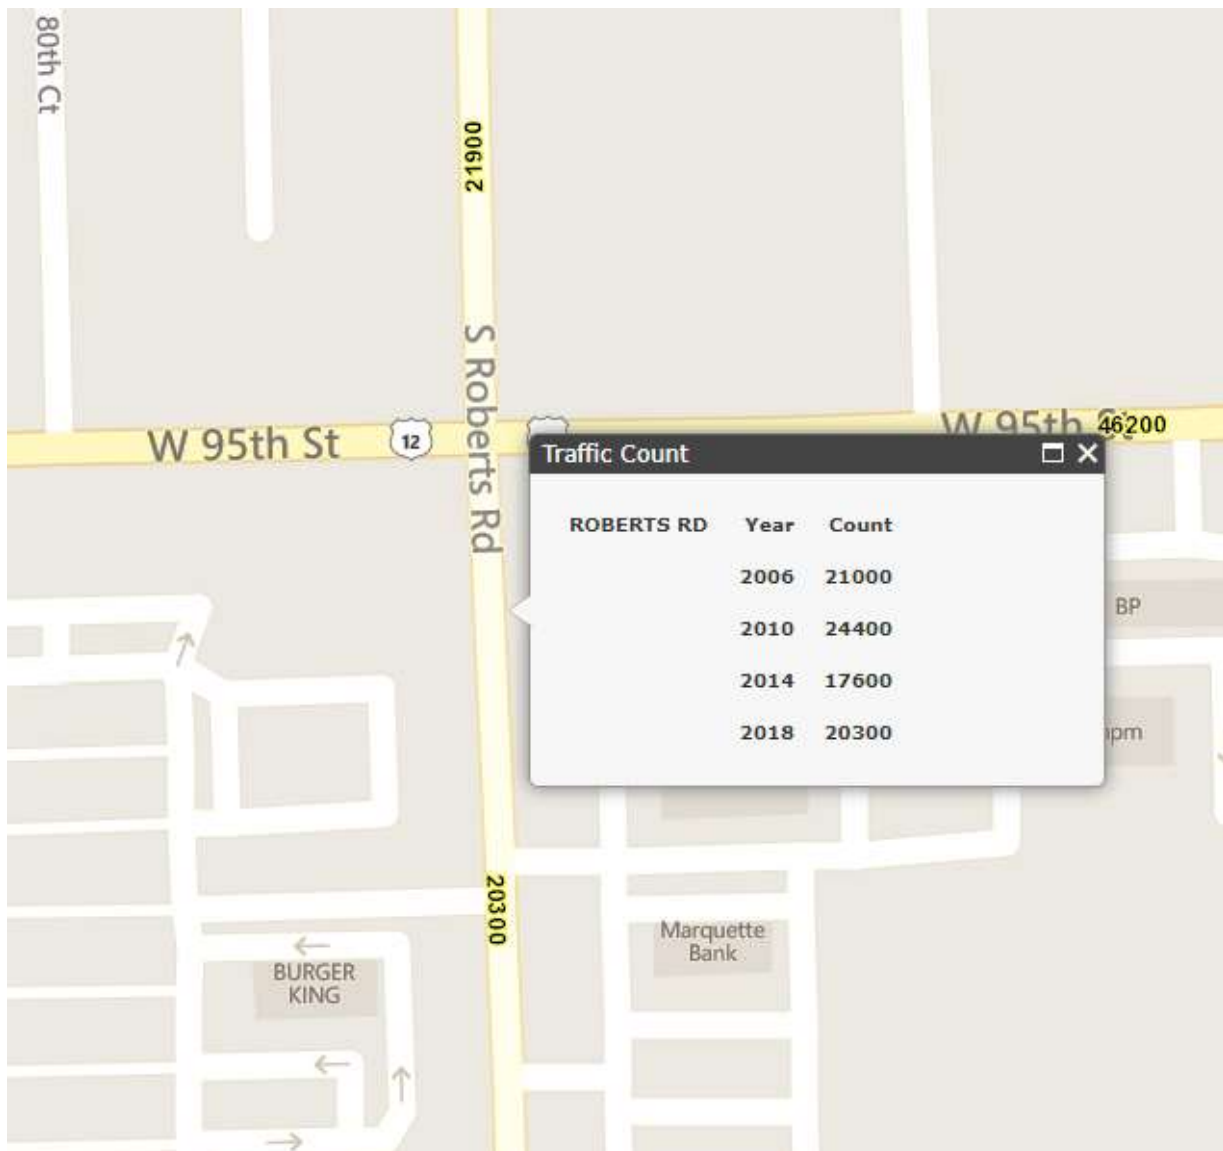 80th Ct
21900
S Roberts Rd
W 95th St
12
W 95th St
46200
Traffic Count
ROBERTS RD Year Count
2006 21000
2010 24400
2014 17600
2018 20300
BP
20300
Marquette
Bank
BURGER
KING